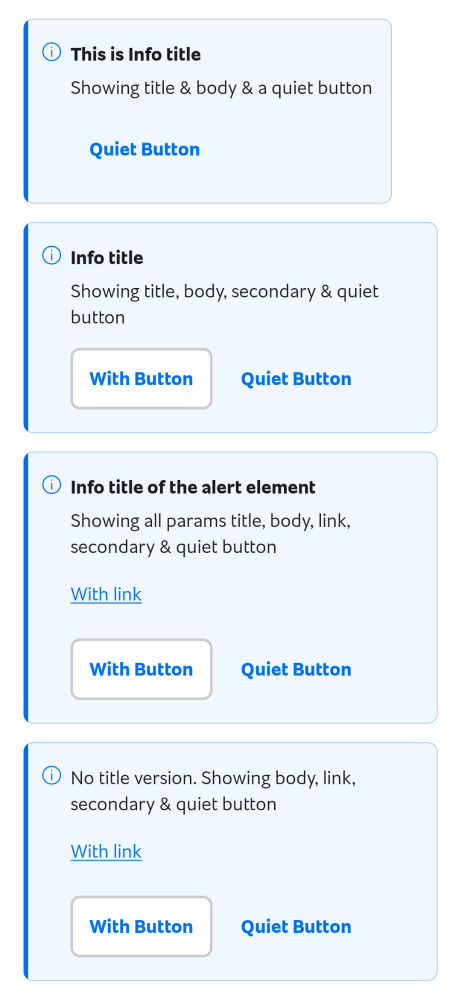 This is Info title
Showing title & body & a quiet button
Quiet Button
Info title
Showing title, body, secondary & quiet
button
With Button
Quiet Button
Info title of the alert element
Showing all params title, body, link,
secondary & quiet button
With link
With Button
Quiet Button
No title version. Showing body, link,
secondary & quiet button
With link
With Button
Quiet Button